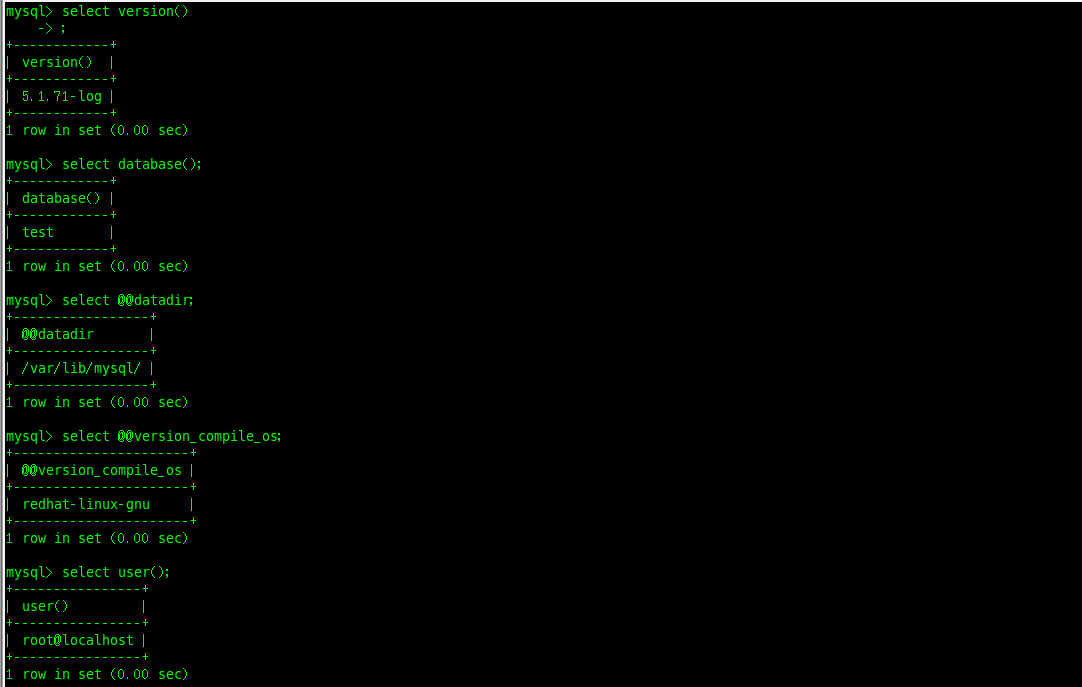 mysql> select version()
    -> ;
+------------+
| version()  |
+------------+
| 5.1.71-log |
+------------+
1 row in set (0.00 sec)

mysql> select database();
+------------+
| database() |
+------------+
| test       |
+------------+
1 row in set (0.00 sec)

mysql> select @@datadir;
+-----------------+
| @@datadir       |
+-----------------+
| /var/lib/mysql/ |
+-----------------+
1 row in set (0.00 sec)

mysql> select @@version_compile_os;
+----------------------+
| @@version_compile_os |
+----------------------+
| redhat-linux-gnu     |
+----------------------+
1 row in set (0.00 sec)

mysql> select user();
+----------------+
| user()         |
+----------------+
| root@localhost |
+----------------+
1 row in set (0.00 sec)